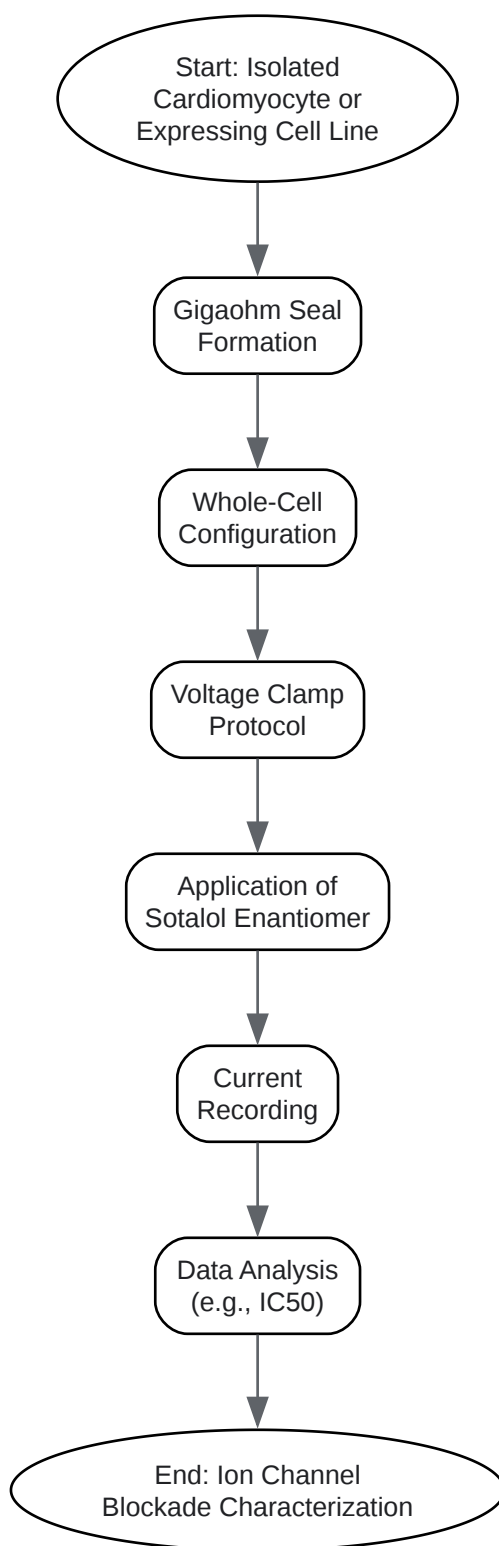 Start: Isolated
Cardiomyocyte or
Expressing Cell Line
Gigaohm Seal
Formation
Whole-Cell
Configuration
Voltage Clamp
Protocol
Application of
Sotalol Enantiomer
Current
Recording
Data Analysis
(e.g., IC50)
End: Ion Channel
Blockade Characterization